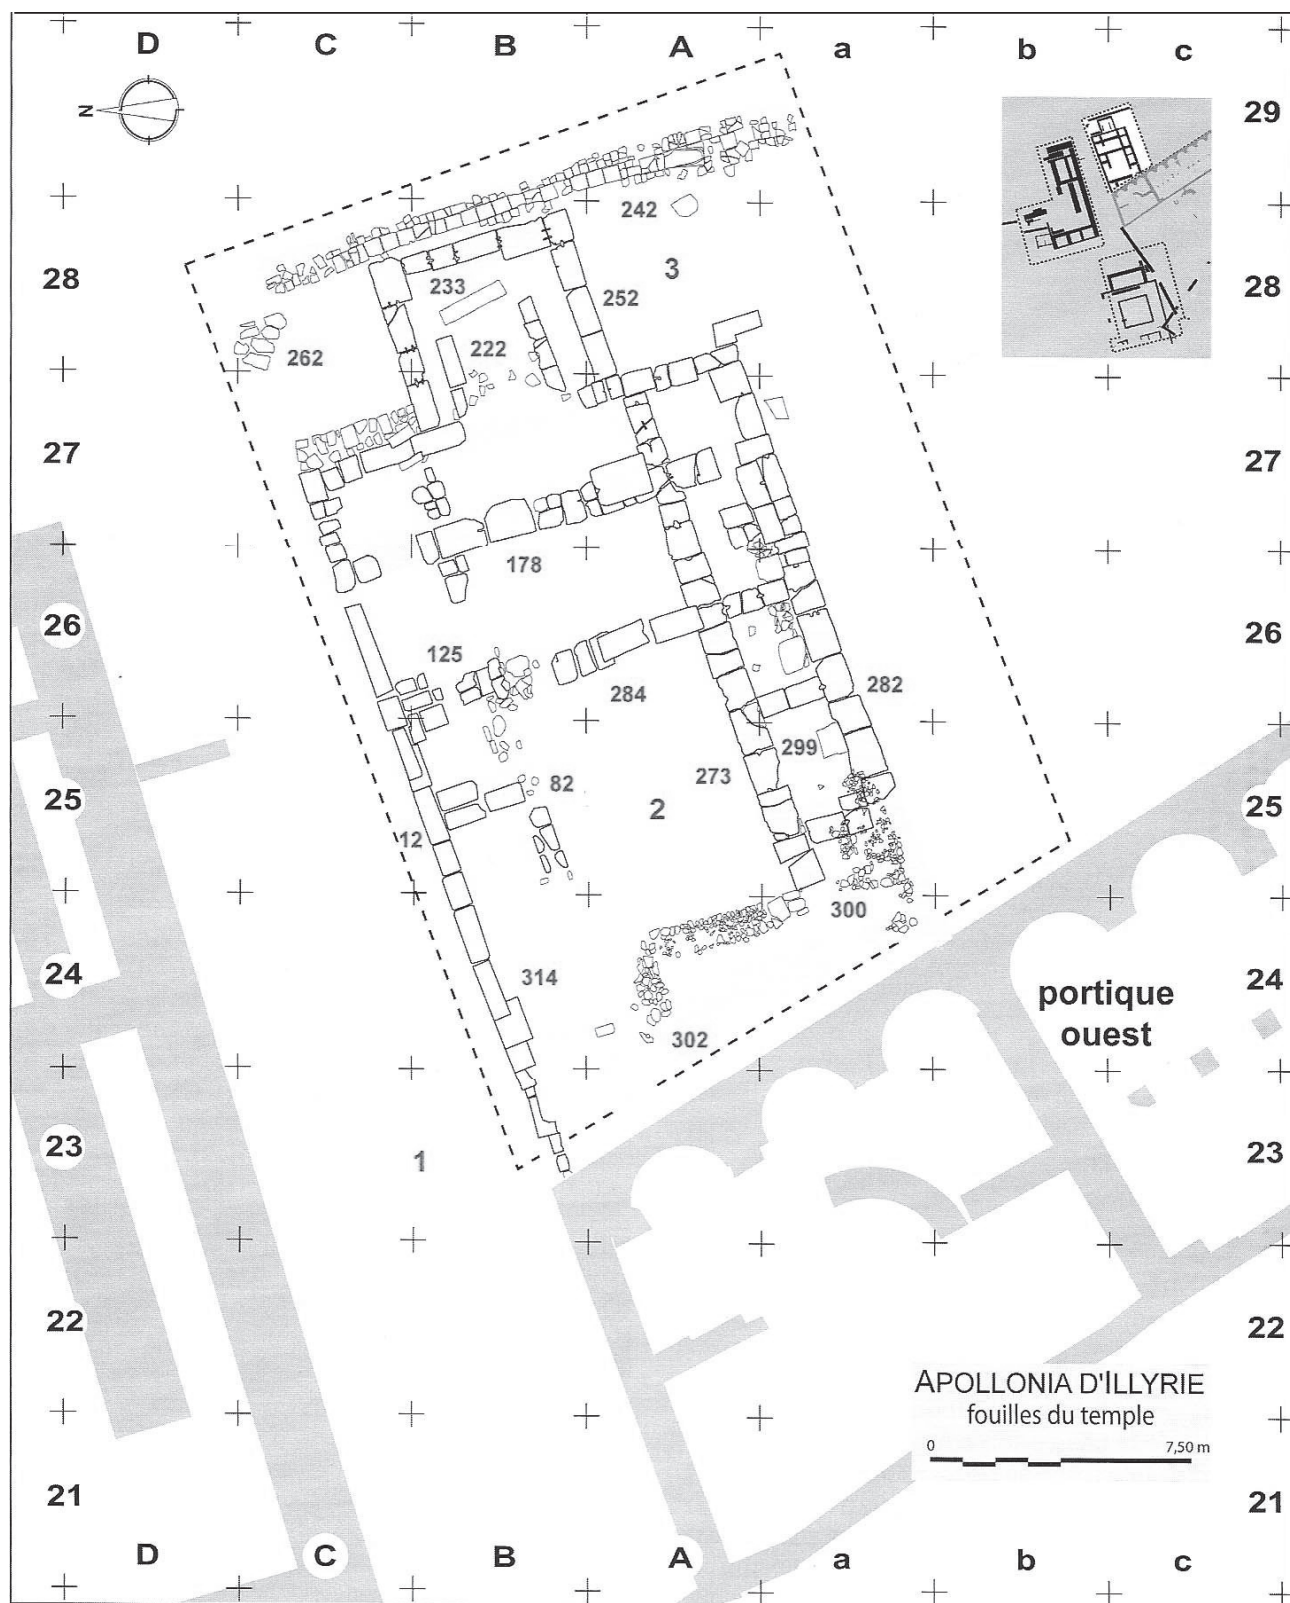 D C B A a b c
N
29 29
242
28 233 252 3 28
262 222
27 27
178
26 125 284 282 26
299
25 82 273 2 25
12
300
24 314 portique 24
ouest
302
23 1 23
22 22
APOLLONIA D'ILLYRIE
fouilles du temple
0 7,50 m
21 21
D C B A a b c